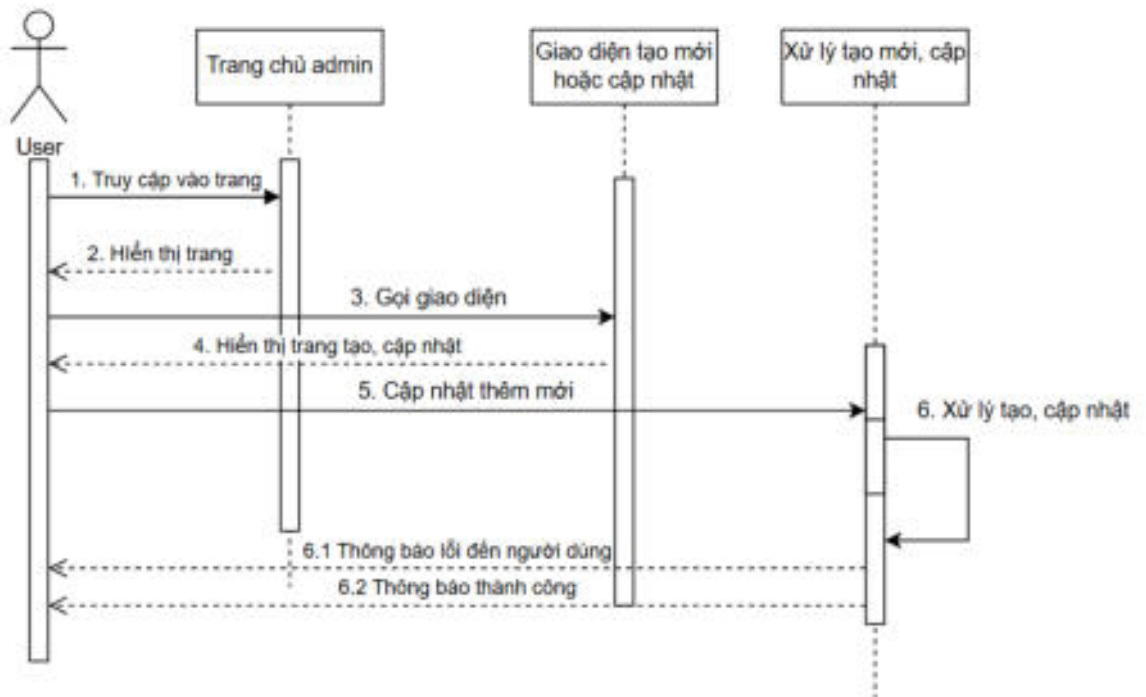 Trang chủ admin
Giao diện tạo mới
hoặc cập nhật
Xử lý tạo mới, cập
nhật
User
1. Truy cập vào trang
2. Hiển thị trang
3. Gọi giao diện
4. Hiển thị trang tạo, cập nhật
5. Cập nhật thêm mới
6. Xử lý tạo, cập nhật
6.1 Thông báo lỗi đến người dùng
6.2 Thông báo thành công